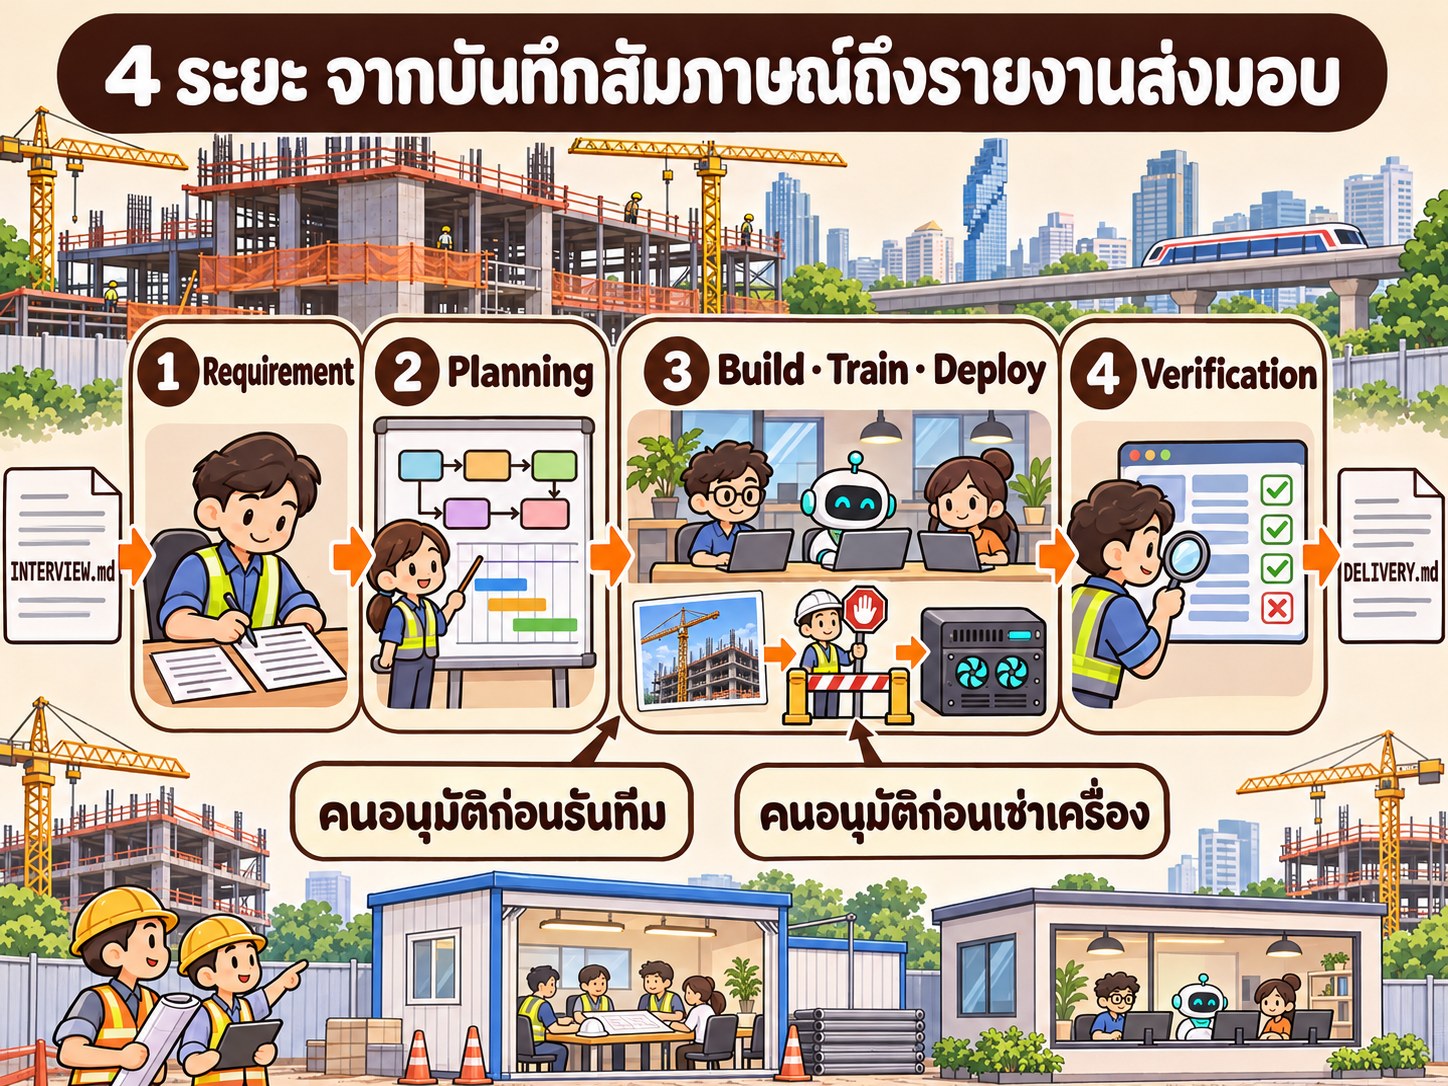 4 ระยะ จากบันทึกสัมภาษณ์ถึงรายงานส่งมอบ
1 Requirement
2 Planning
3 Build · Train · Deploy
4 Verification
INTERVIEW.md
DELIVERY.md
คนอนุมัติก่อนรันทีม
คนอนุมัติก่อนเช่าเครื่อง